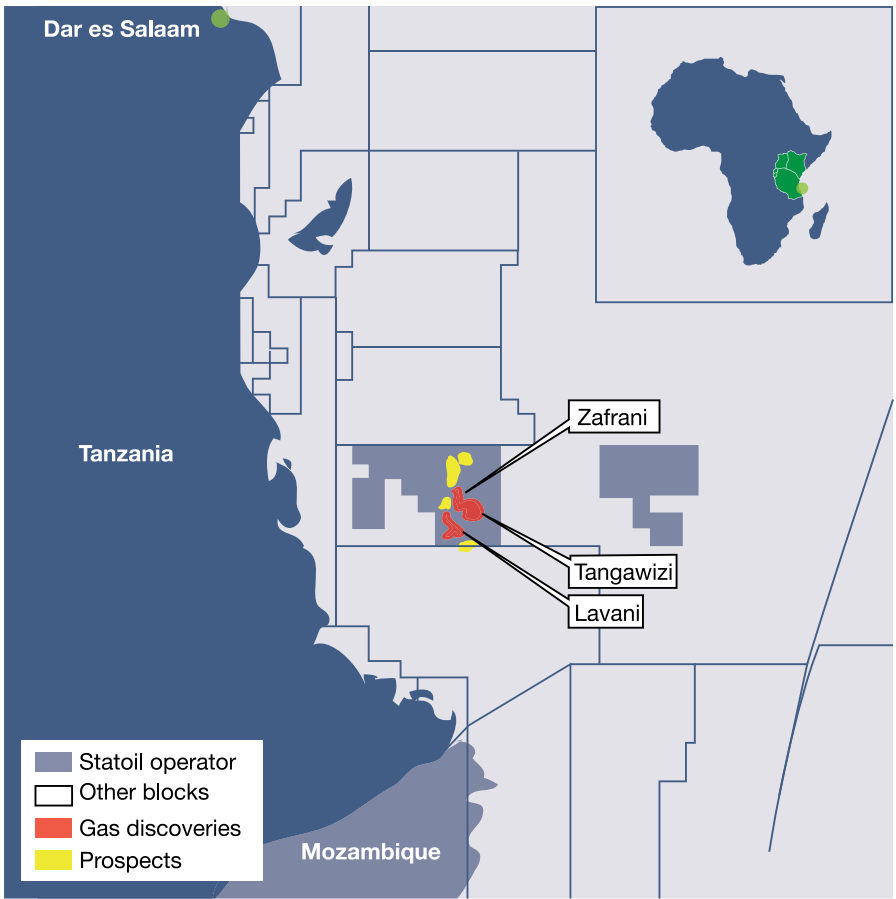 Dar es Salaam
Zafrani
Tanzania
Tangawizi
Lavani
Statoil operator
Other blocks
Gas discoveries
Prospects
Mozambique